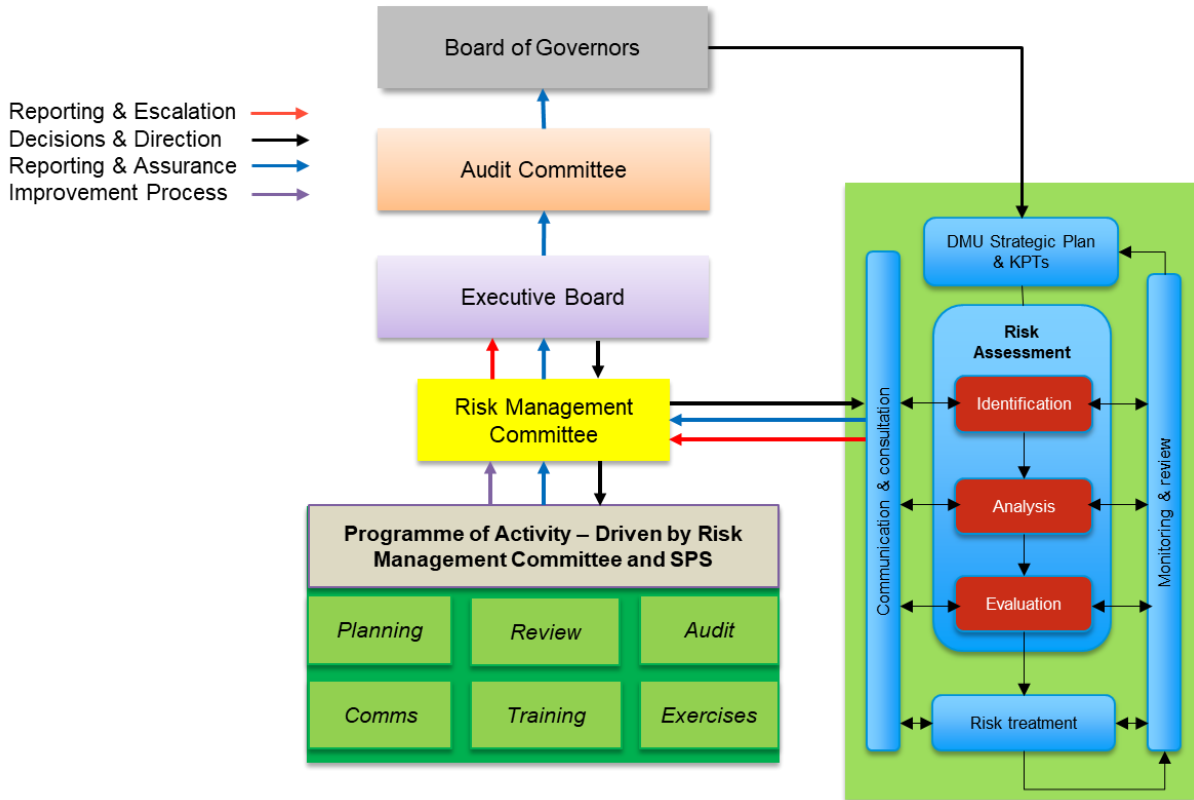 Board of Governors
Reporting & Escalation
Decisions & Direction
Reporting & Assurance
Improvement Process
Audit Committee
Executive Board
Risk Management
Committee
Programme of Activity – Driven by Risk
Management Committee and SPS
Planning
Review
Audit
Comms
Training
Exercises
DMU Strategic Plan
& KPTs
Communication & consultation
Risk
Assessment
Identification
Analysis
Evaluation
Risk treatment
Monitoring & review